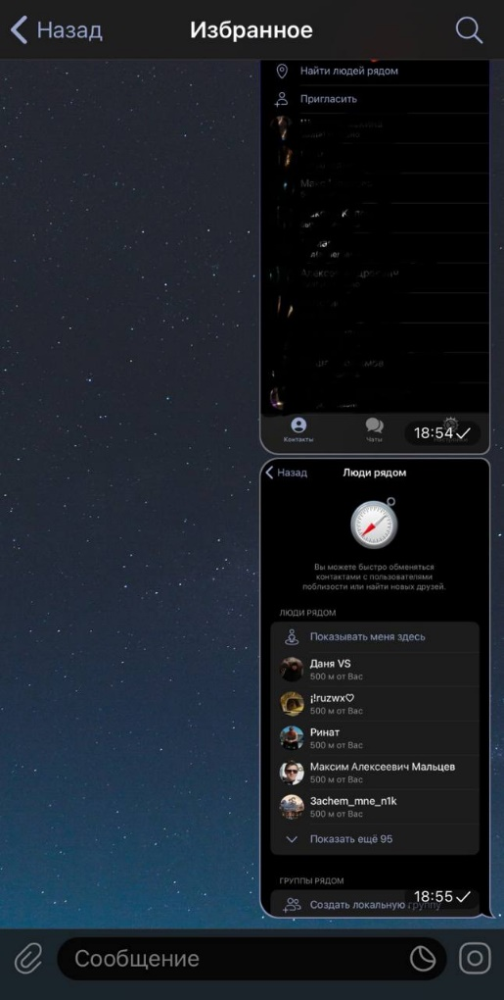 Назад
Избранное
Найти людей рядом
Пригласить
Контакты
Чаты
18:54
Назад
Люди рядом
Вы можете быстро обменяться
контактами с пользователями
поблизости или найти новых друзей.
ЛЮДИ РЯДОМ
Показывать меня здесь
Даня VS
500 м от Вас
j!ruzwx♡
500 м от Вас
Ринат
500 м от Вас
Максим Алексеевич Мальцев
500 м от Вас
3achem_mne_n1k
500 м от Вас
Показать ещё 95
ГРУППЫ РЯДОМ
Создать локальную группу
18:55
Сообщение